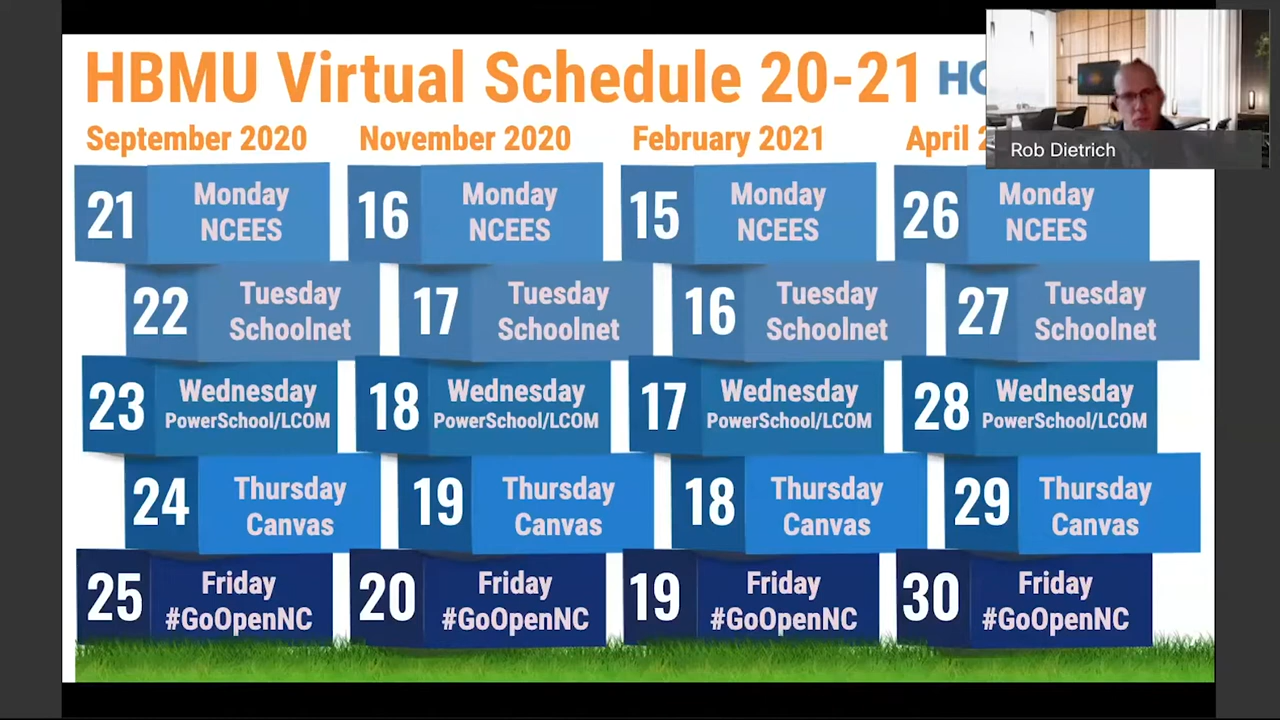 HBMU Virtual Schedule 20-21
September 2020
November 2020
February 2021
April
Rob Dietrich
21
Monday
NCEES
16
Monday
NCEES
15
Monday
NCEES
26
Monday
NCEES
22
Tuesday
Schoolnet
17
Tuesday
Schoolnet
16
Tuesday
Schoolnet
27
Tuesday
Schoolnet
23
Wednesday
PowerSchool/LCOM
18
Wednesday
PowerSchool/LCOM
17
Wednesday
PowerSchool/LCOM
28
Wednesday
PowerSchool/LCOM
24
Thursday
Canvas
19
Thursday
Canvas
18
Thursday
Canvas
29
Thursday
Canvas
25
Friday
#GoOpenNC
20
Friday
#GoOpenNC
19
Friday
#GoOpenNC
30
Friday
#GoOpenNC